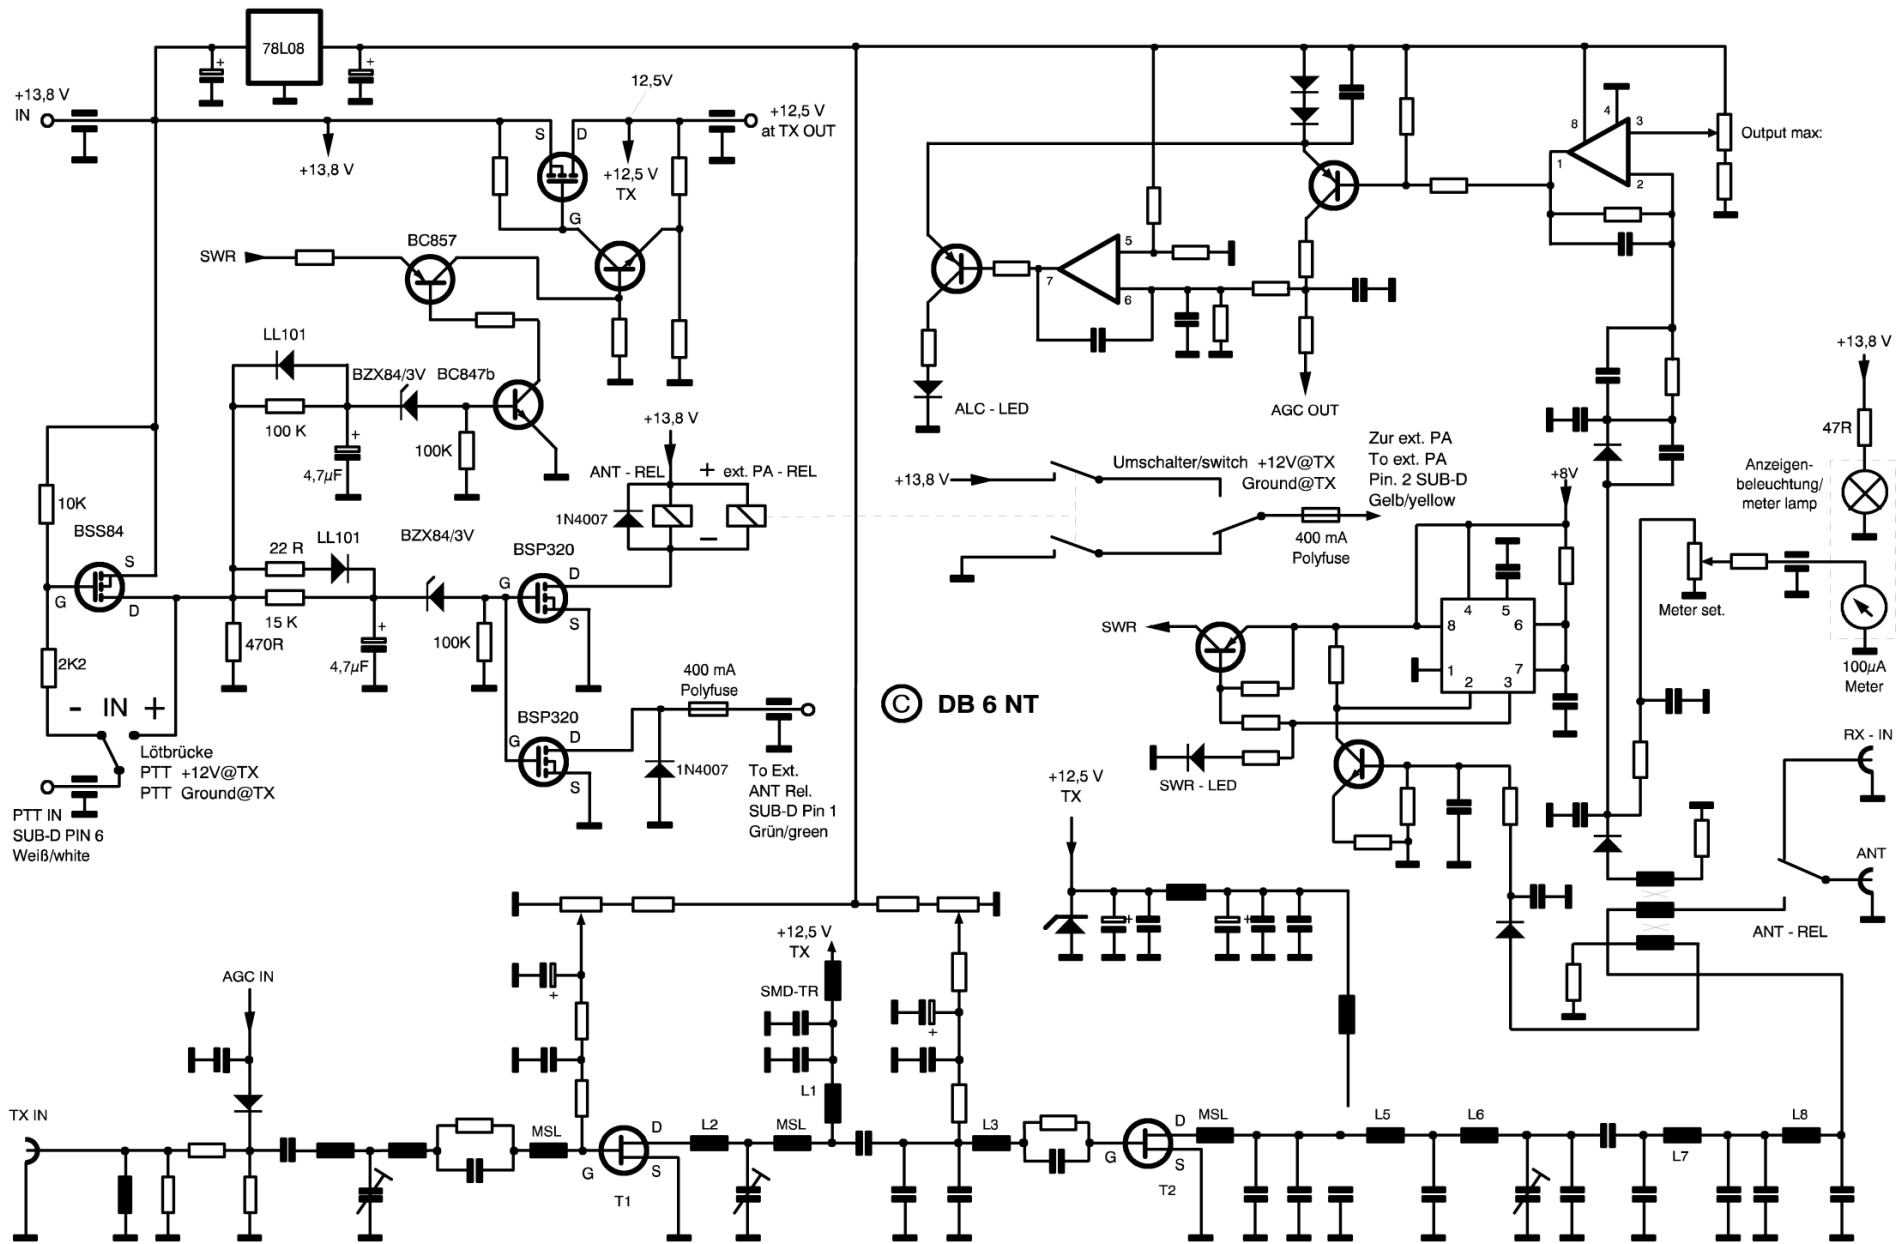 78L08
+13,8 V
IN
+13,8 V
12,5V
S
D
+12,5 V
at TX OUT
+12,5 V
TX
G
SWR
BC857
LL101
100 K
BZX84/3V
BC847b
+
4,7µF
100K
10K
BSS84
S
G
D
22 R
LL101
15 K
BZX84/3V
470R
+
4,7µF
100K
2K2
- IN +
Lötbrücke
PTT +12V@TX
PTT Ground@TX
PTT IN
SUB-D PIN 6
Weiß/white
+13,8 V
ANT - REL
+ ext. PA - REL
1N4007
−
BSP320
G
D
S
400 mA
Polyfuse
BSP320
G
D
S
1N4007
To Ext.
ANT Rel.
SUB-D Pin 1
Grün/green
8
4
3
1
2
Output max:
5
7
6
ALC - LED
AGC OUT
+13,8 V
Umschalter/switch +12V@TX
Ground@TX
Zur ext. PA
To ext. PA
Pin. 2 SUB-D
Gelb/yellow
400 mA
Polyfuse
+8V
+13,8 V
47R
Anzeigen-
beleuchtung/
meter lamp
Meter set.
100µA
Meter
SWR
4
5
8
6
1
7
2
3
© DB 6 NT
SWR - LED
+12,5 V
TX
+
+
RX - IN
ANT
ANT - REL
AGC IN
+
+12,5 V
TX
SMD-TR
+
L1
TX IN
MSL
G
D
S
T1
L2
MSL
L3
G
D
S
T2
MSL
L5
L6
L7
L8
+
+